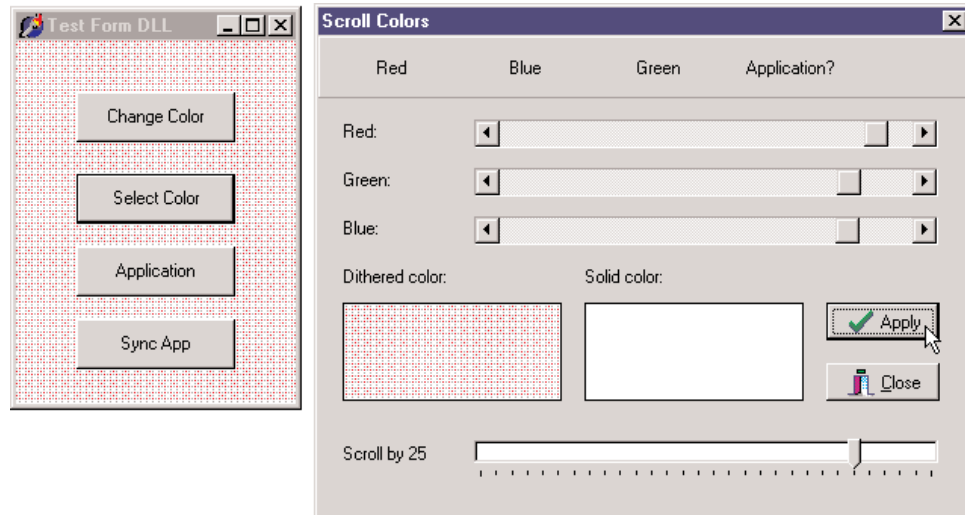 Test Form DLL
Change Color
Select Color
Application
Sync App
Scroll Colors
Red Blue Green Application?
Red:
Green:
Blue:
Dithered color: Solid color:
Apply
Close
Scroll by 25